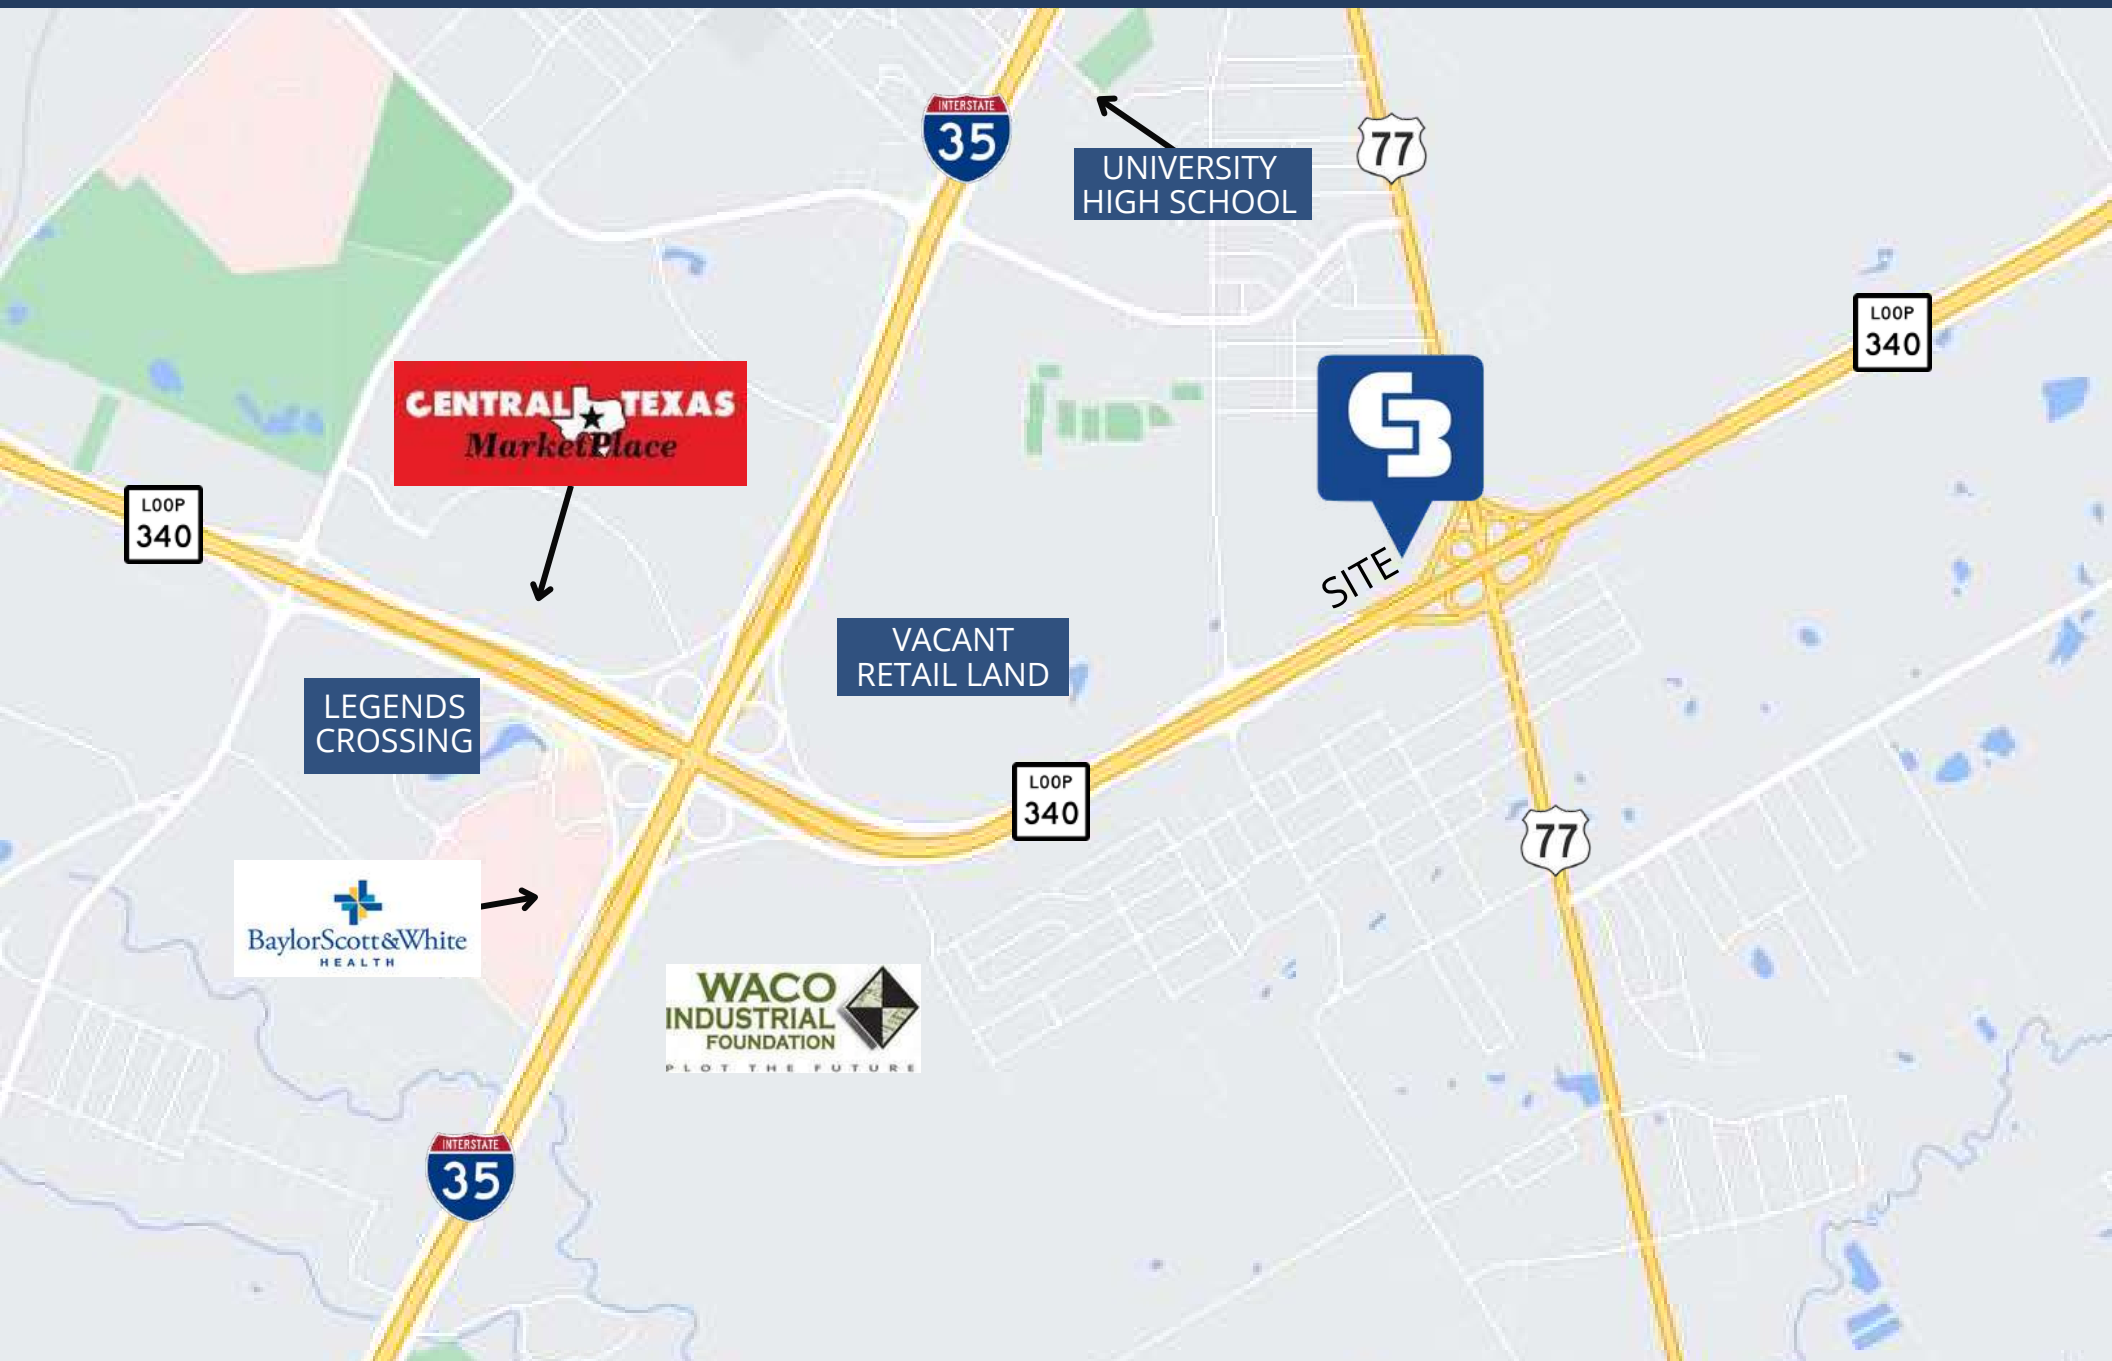 INTERSTATE
35
77
UNIVERSITY
HIGH SCHOOL
LOOP
340
CENTRAL TEXAS
MarketPlace
CB
LOOP
340
SITE
VACANT
RETAIL LAND
LEGENDS
CROSSING
LOOP
340
77
BaylorScott&White
HEALTH
WACO
INDUSTRIAL
FOUNDATION
PLOT THE FUTURE
INTERSTATE
35